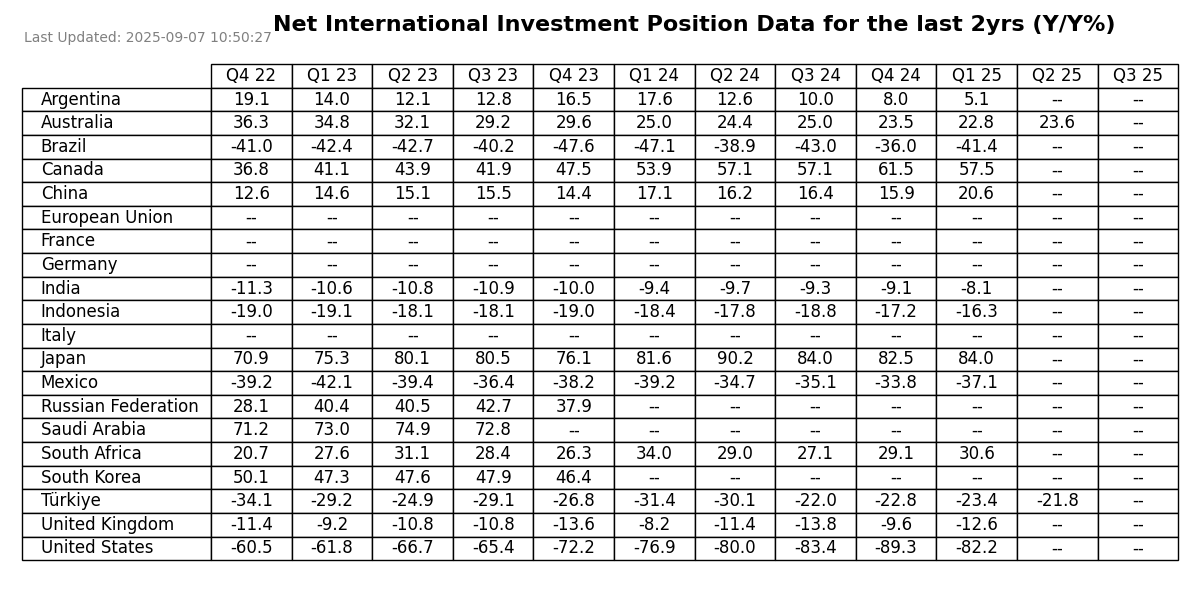 Net International Investment Position Data for the last 2yrs (Y/Y%)
Last Updated: 2025-09-07 10:50:27
Q4 22 Q1 23 Q2 23 Q3 23 Q4 23 Q1 24 Q2 24 Q3 24 Q4 24 Q1 25 Q2 25 Q3 25
Argentina 19.1 14.0 12.1 12.8 16.5 17.6 12.6 10.0 8.0 5.1 -- --
Australia 36.3 34.8 32.1 29.2 29.6 25.0 24.4 25.0 23.5 22.8 23.6 --
Brazil -41.0 -42.4 -42.7 -40.2 -47.6 -47.1 -38.9 -43.0 -36.0 -41.4 -- --
Canada 36.8 41.1 43.9 41.9 47.5 53.9 57.1 57.1 61.5 57.5 -- --
China 12.6 14.6 15.1 15.5 14.4 17.1 16.2 16.4 15.9 20.6 -- --
European Union -- -- -- -- -- -- -- -- -- -- -- --
France -- -- -- -- -- -- -- -- -- -- -- --
Germany -- -- -- -- -- -- -- -- -- -- -- --
India -11.3 -10.6 -10.8 -10.9 -10.0 -9.4 -9.7 -9.3 -9.1 -8.1 -- --
Indonesia -19.0 -19.1 -18.1 -18.1 -19.0 -18.4 -17.8 -18.8 -17.2 -16.3 -- --
Italy -- -- -- -- -- -- -- -- -- -- -- --
Japan 70.9 75.3 80.1 80.5 76.1 81.6 90.2 84.0 82.5 84.0 -- --
Mexico -39.2 -42.1 -39.4 -36.4 -38.2 -39.2 -34.7 -35.1 -33.8 -37.1 -- --
Russian Federation 28.1 40.4 40.5 42.7 37.9 -- -- -- -- -- -- --
Saudi Arabia 71.2 73.0 74.9 72.8 -- -- -- -- -- -- -- --
South Africa 20.7 27.6 31.1 28.4 26.3 34.0 29.0 27.1 29.1 30.6 -- --
South Korea 50.1 47.3 47.6 47.9 46.4 -- -- -- -- -- -- --
Türkiye -34.1 -29.2 -24.9 -29.1 -26.8 -31.4 -30.1 -22.0 -22.8 -23.4 -21.8 --
United Kingdom -11.4 -9.2 -10.8 -10.8 -13.6 -8.2 -11.4 -13.8 -9.6 -12.6 -- --
United States -60.5 -61.8 -66.7 -65.4 -72.2 -76.9 -80.0 -83.4 -89.3 -82.2 -- --